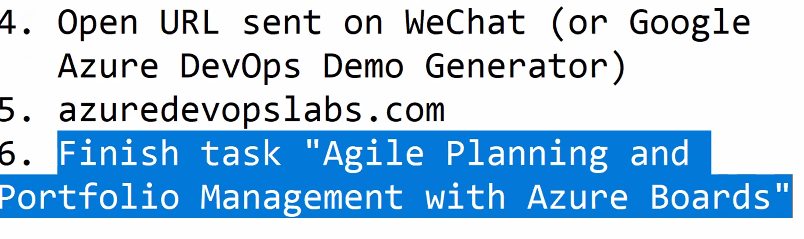 4. Open URL sent on WeChat (or Google
Azure DevOps Demo Generator)
5. azuredevopslabs.com
6. Finish task "Agile Planning and
Portfolio Management with Azure Boards"